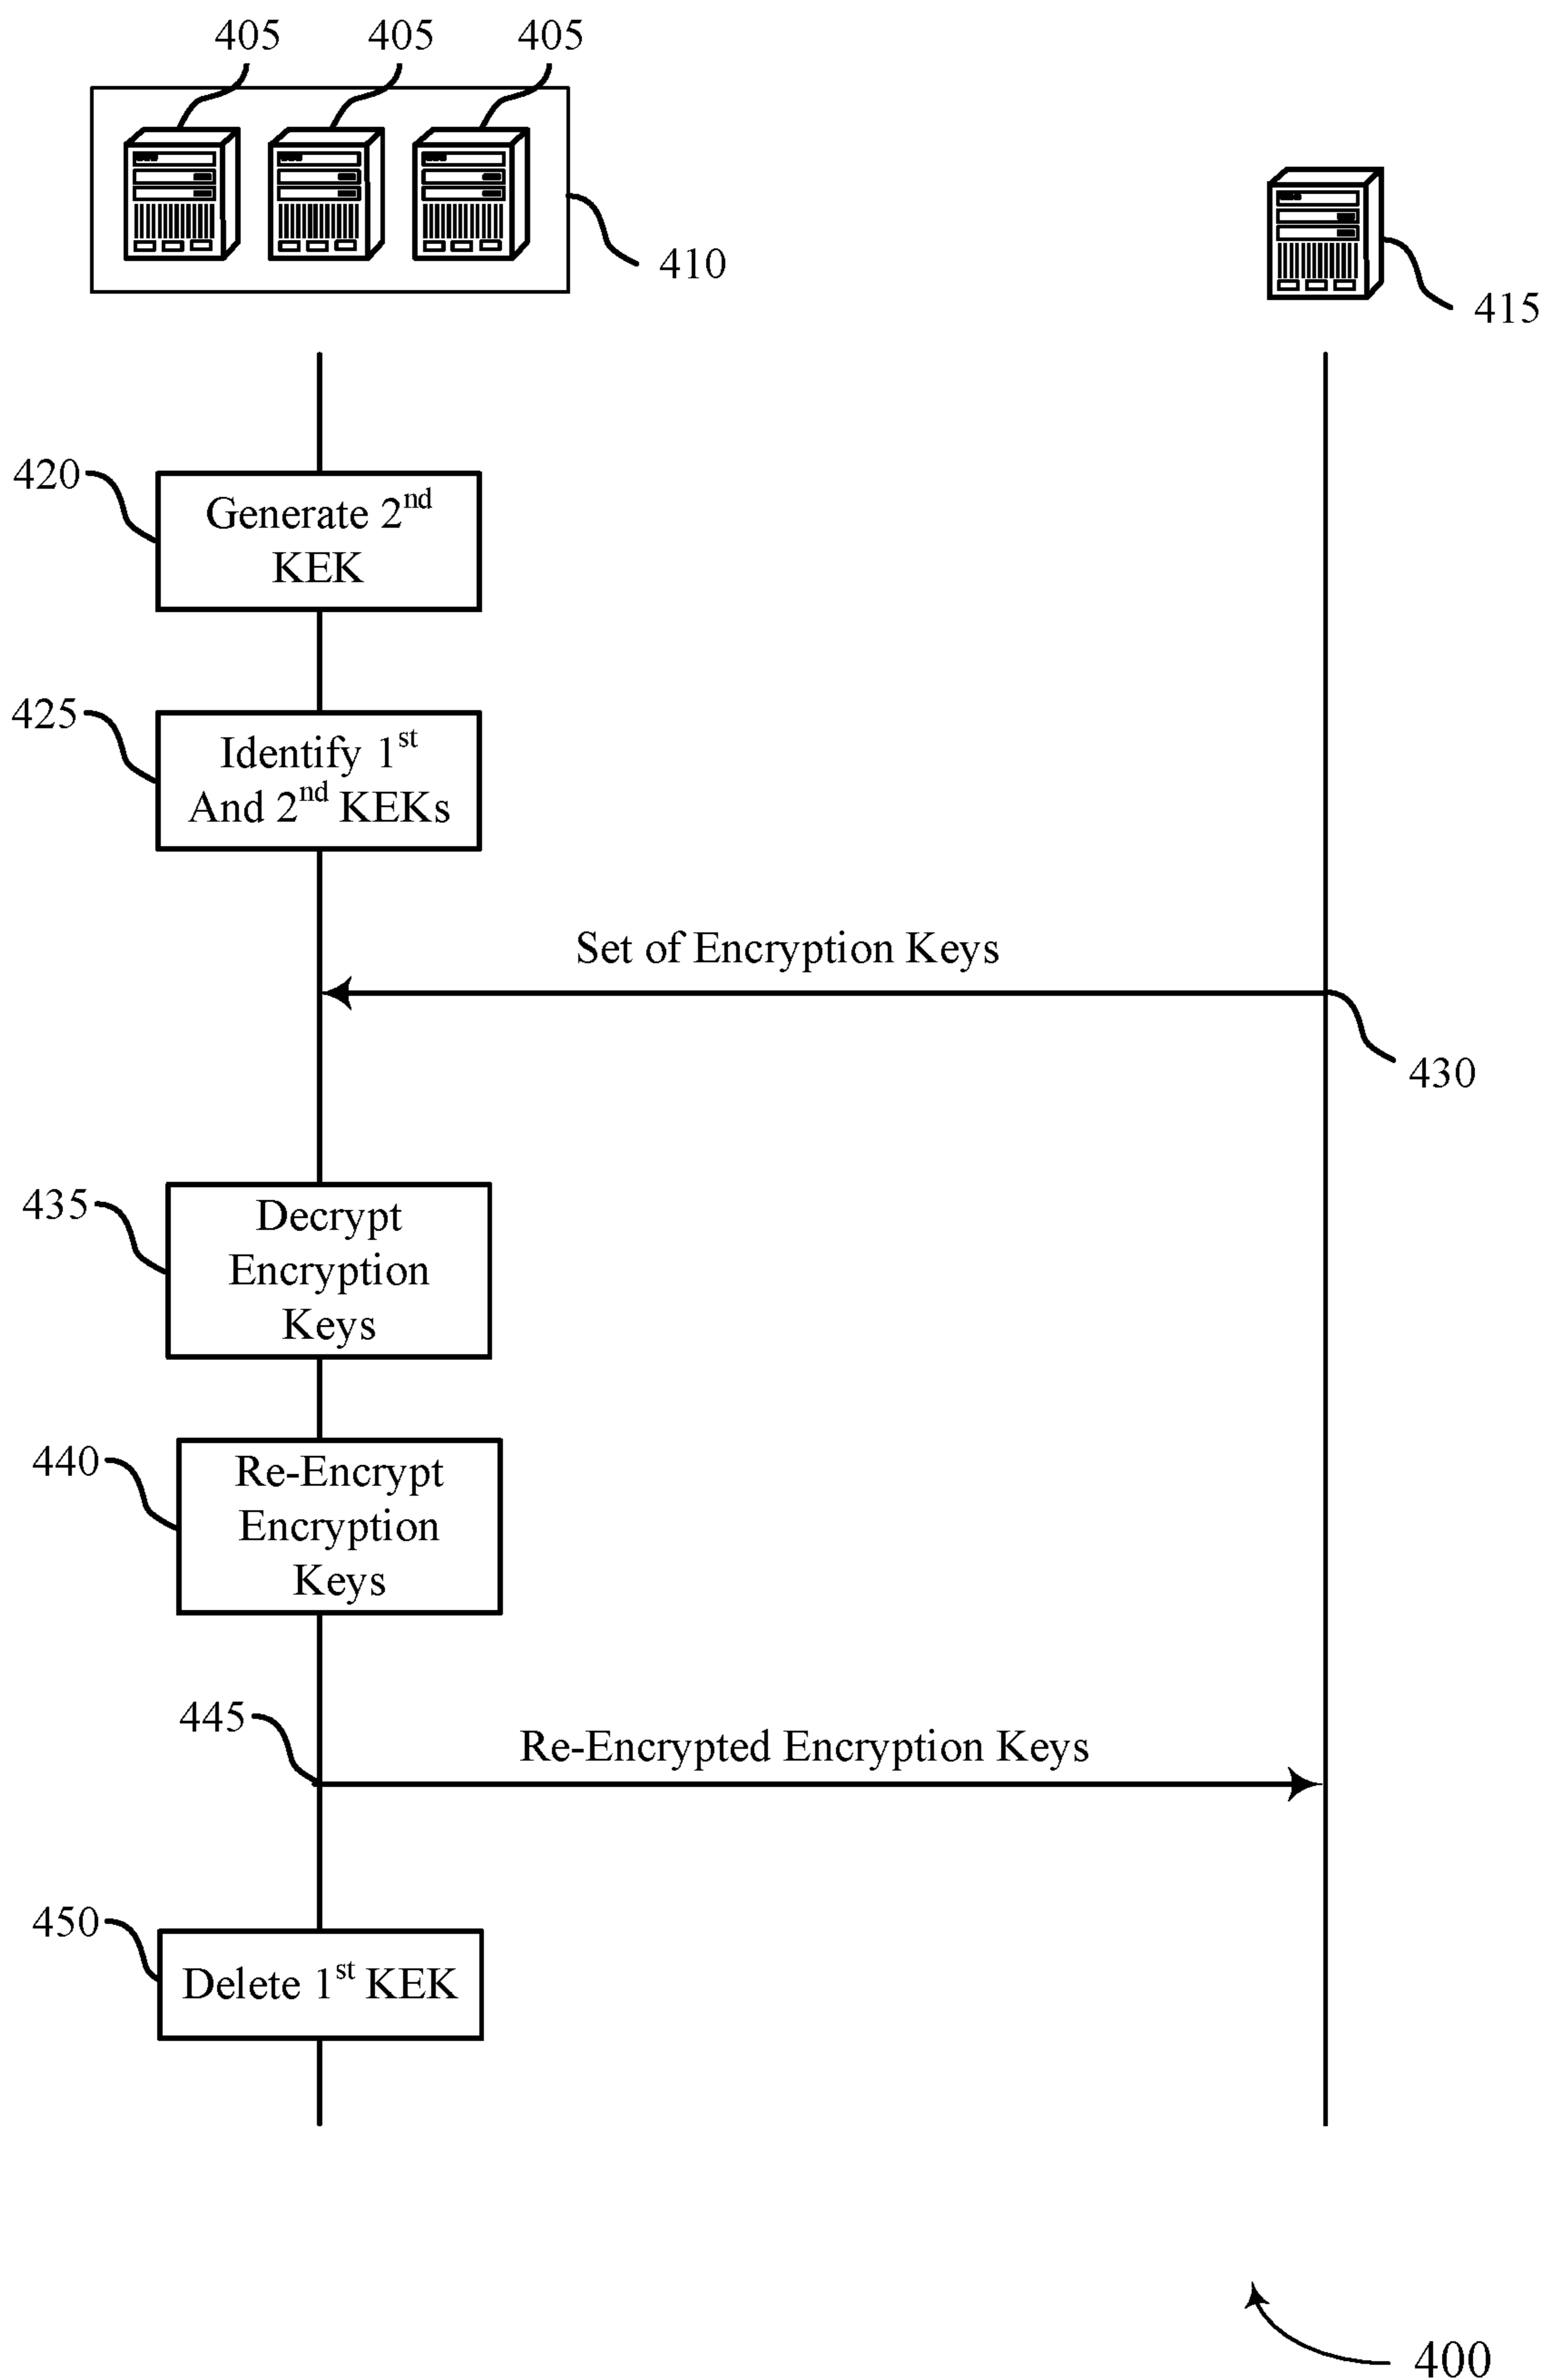 405 405 405
410
415
420
Generate 2nd
KEK
425
Identify 1st
And 2nd KEKs
Set of Encryption Keys
430
435
Decrypt
Encryption
Keys
440
Re-Encrypt
Encryption
Keys
445
Re-Encrypted Encryption Keys
450
Delete 1st KEK
400